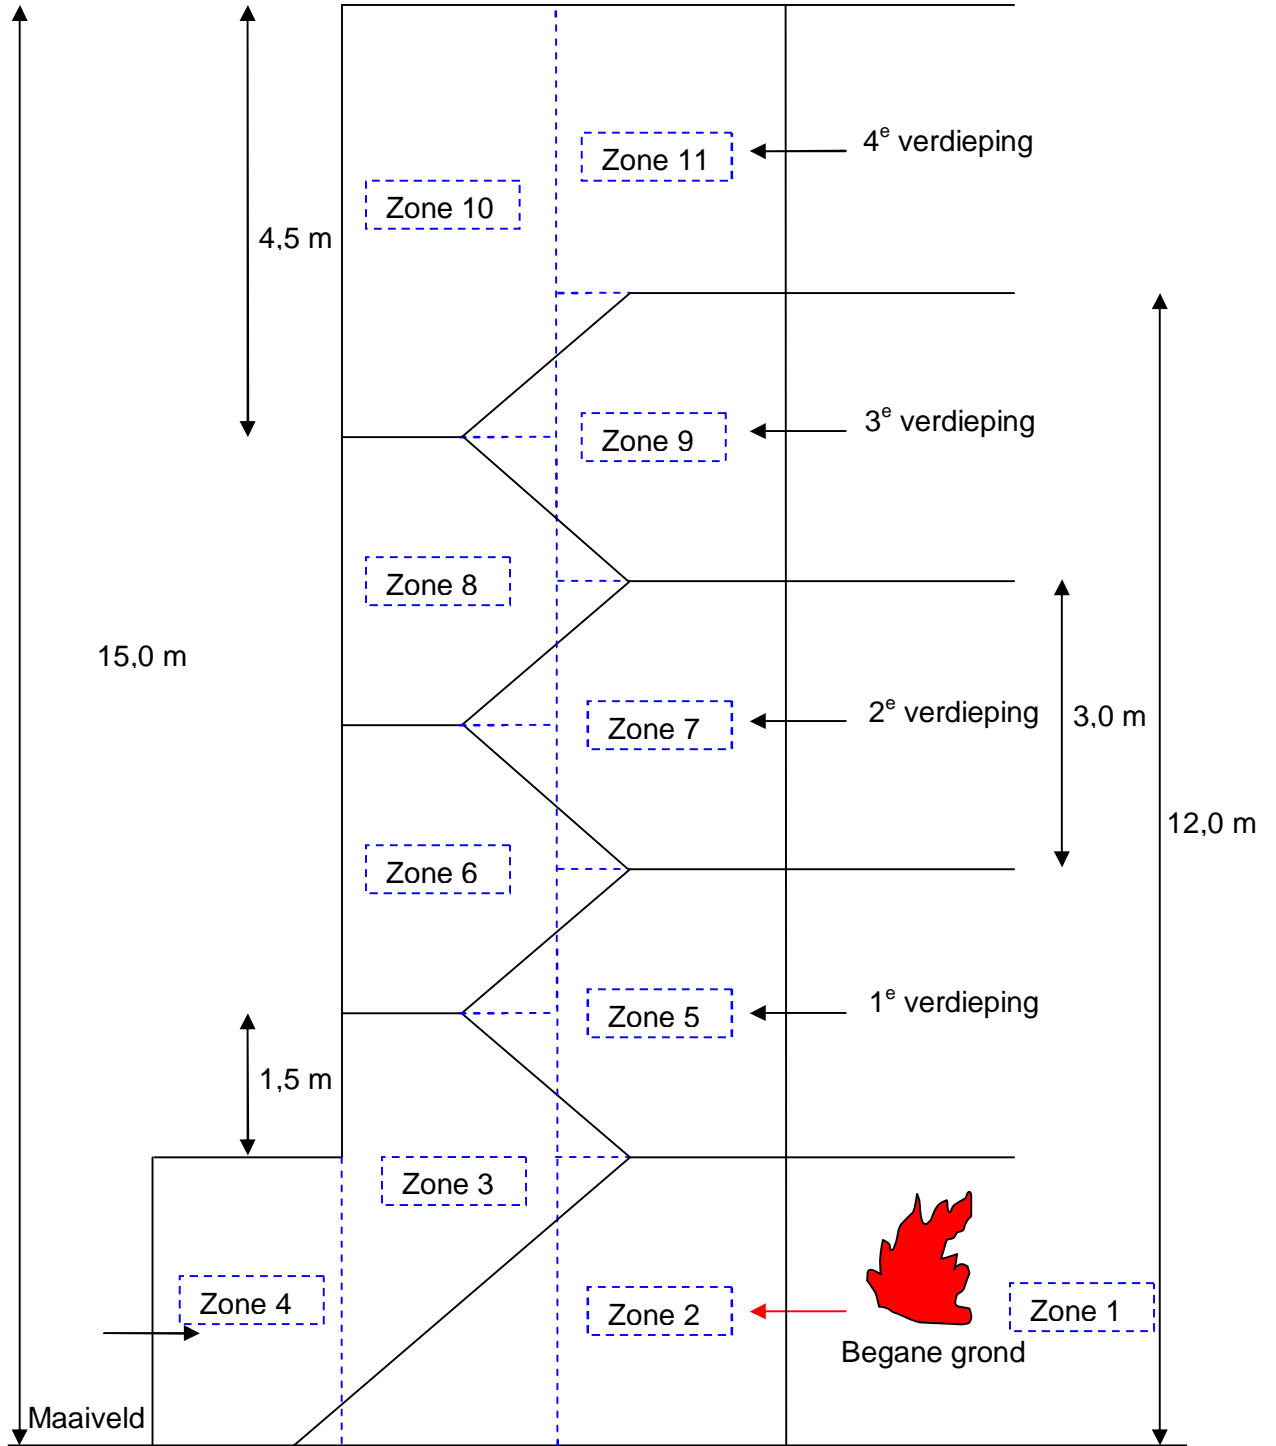 4e verdieping
Zone 11
Zone 10
4,5 m
3e verdieping
Zone 9
Zone 8
15,0 m
2e verdieping
3,0 m
Zone 7
12,0 m
Zone 6
1e verdieping
Zone 5
1,5 m
Zone 3
Zone 4
Zone 2
Zone 1
Begane grond
Maaiveld